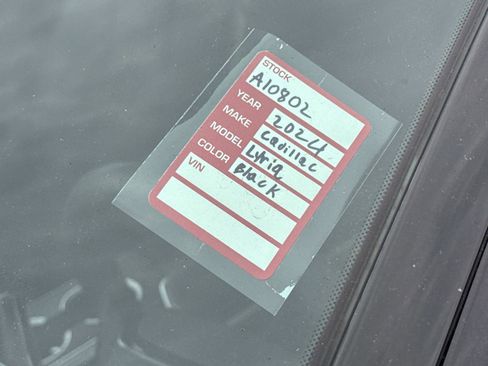 STOCK
A10802
YEAR 2024
MAKE Cadillac
MODEL Lyriq
COLOR Black
VIN